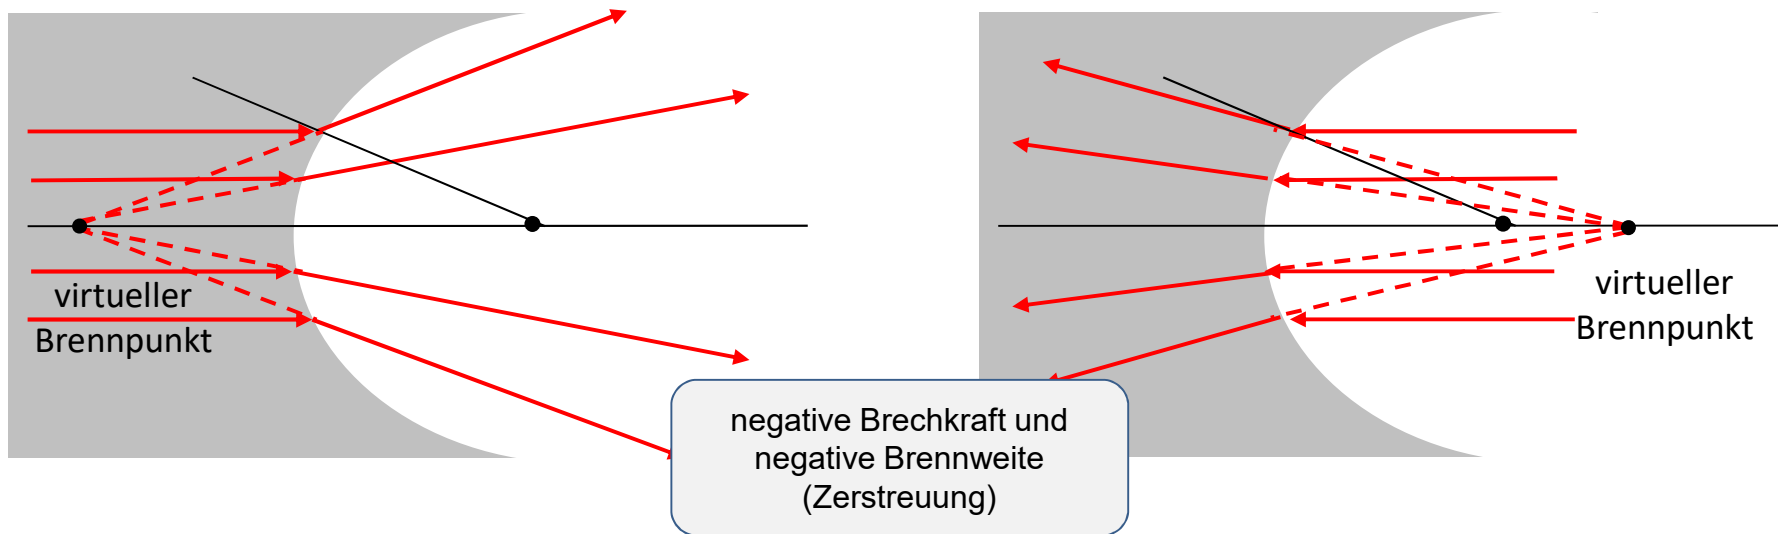 virtueller
Brennpunkt
virtueller
Brennpunkt
negative Brechkraft und
negative Brennweite
(Zerstreuung)